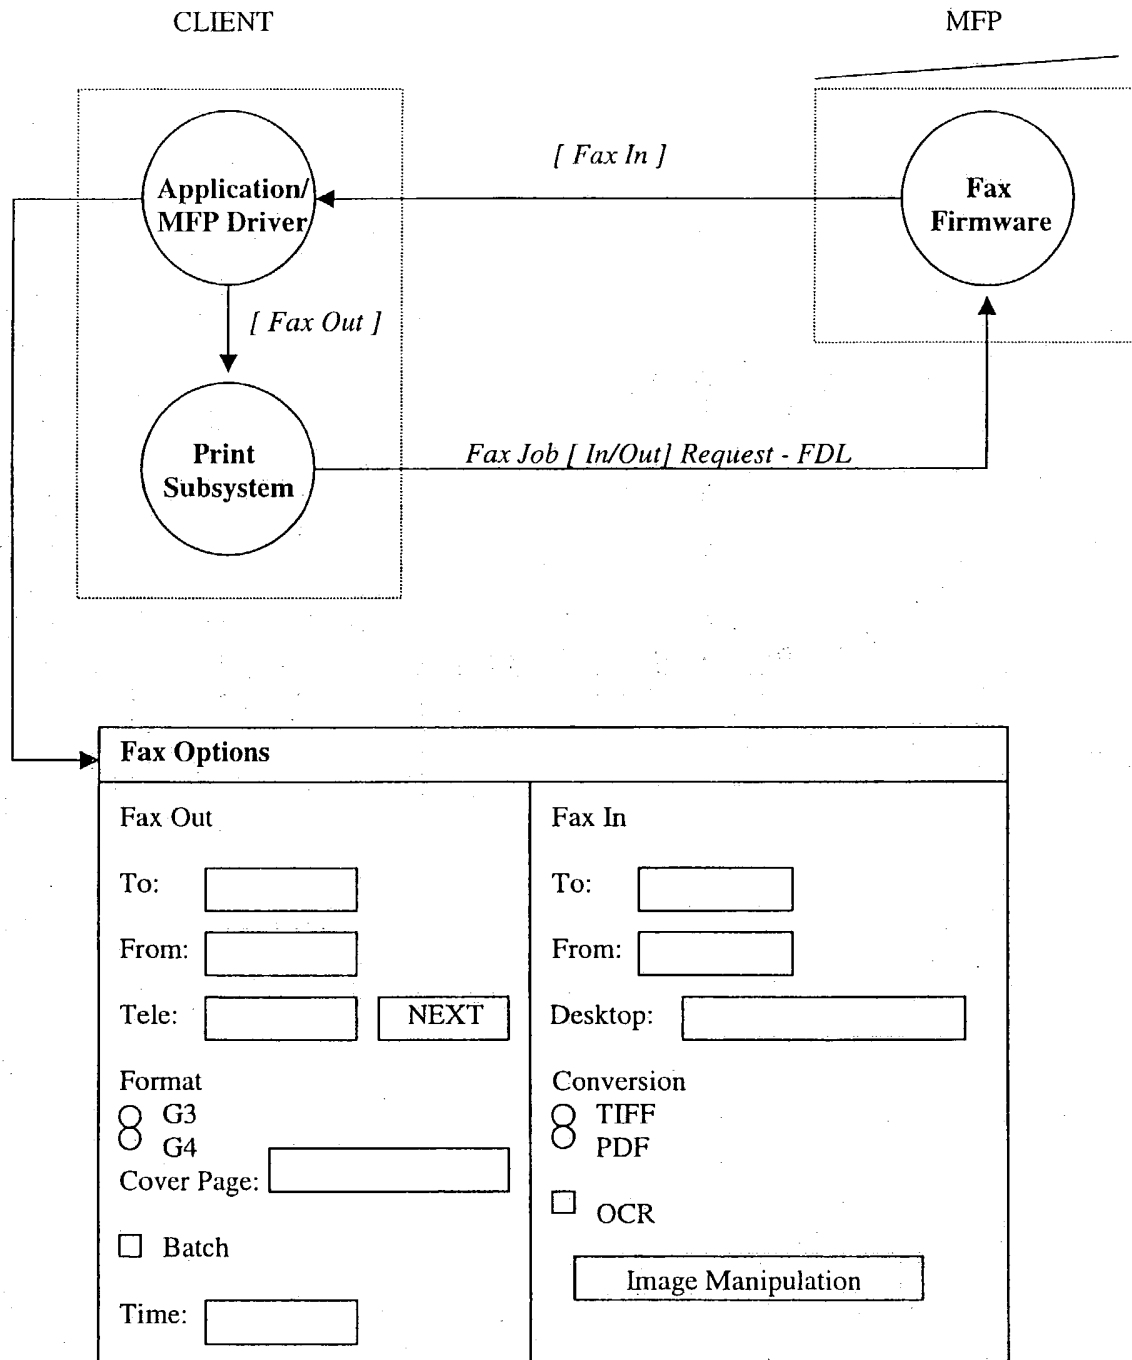 CLIENT
MFP
[ Fax In ]
Application/
MFP Driver
Fax
Firmware
[ Fax Out ]
Print
Subsystem
Fax Job [ In/Out] Request - FDL
Fax Options
Fax Out
To:
From:
Tele:
NEXT
Format
G3
G4
Cover Page:
Batch
Time:
Fax In
To:
From:
Desktop:
Conversion
TIFF
PDF
OCR
Image Manipulation